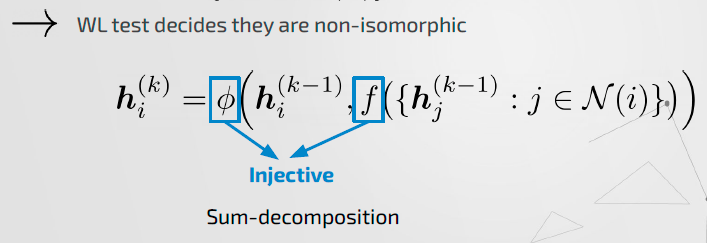 → WL test decides they are non-isomorphic
h_i^{(k)} = ϕ(h_i^{(k−1)}, f({h_j^{(k−1)} : j ∈ N(i)}))
Injective
Sum-decomposition